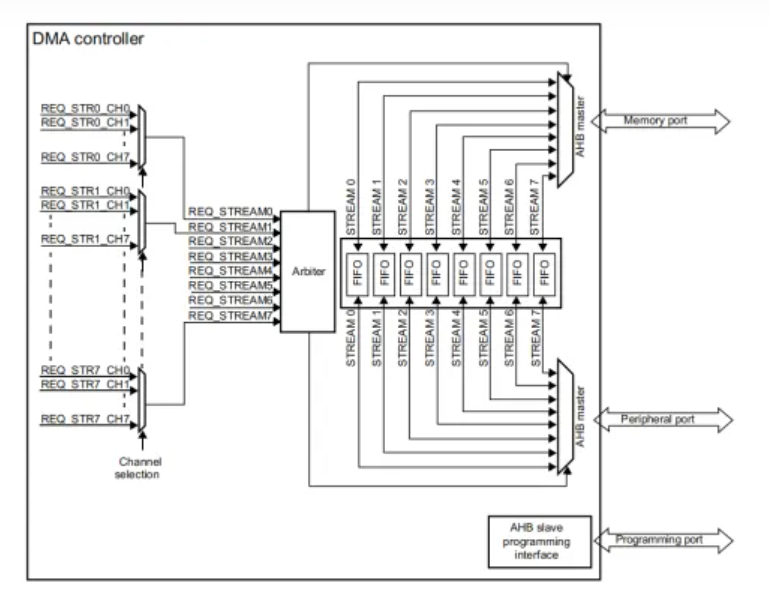 DMA controller
REQ_STR0_CH0
REQ_STR0_CH1
REQ_STR0_CH7
REQ_STR1_CH0
REQ_STR1_CH1
REQ_STR1_CH7
REQ_STR7_CH0
REQ_STR7_CH1
REQ_STR7_CH7
Channel
selection
REQ_STREAM0
REQ_STREAM1
REQ_STREAM2
REQ_STREAM3
REQ_STREAM4
REQ_STREAM5
REQ_STREAM6
REQ_STREAM7
Arbiter
STREAM 0
STREAM 1
STREAM 2
STREAM 3
STREAM 4
STREAM 5
STREAM 6
STREAM 7
FIFO
FIFO
FIFO
FIFO
FIFO
FIFO
FIFO
FIFO
STREAM 0
STREAM 1
STREAM 2
STREAM 3
STREAM 4
STREAM 5
STREAM 6
STREAM 7
AHB master
Memory port
AHB master
Peripheral port
AHB slave
programming
interface
Programming port